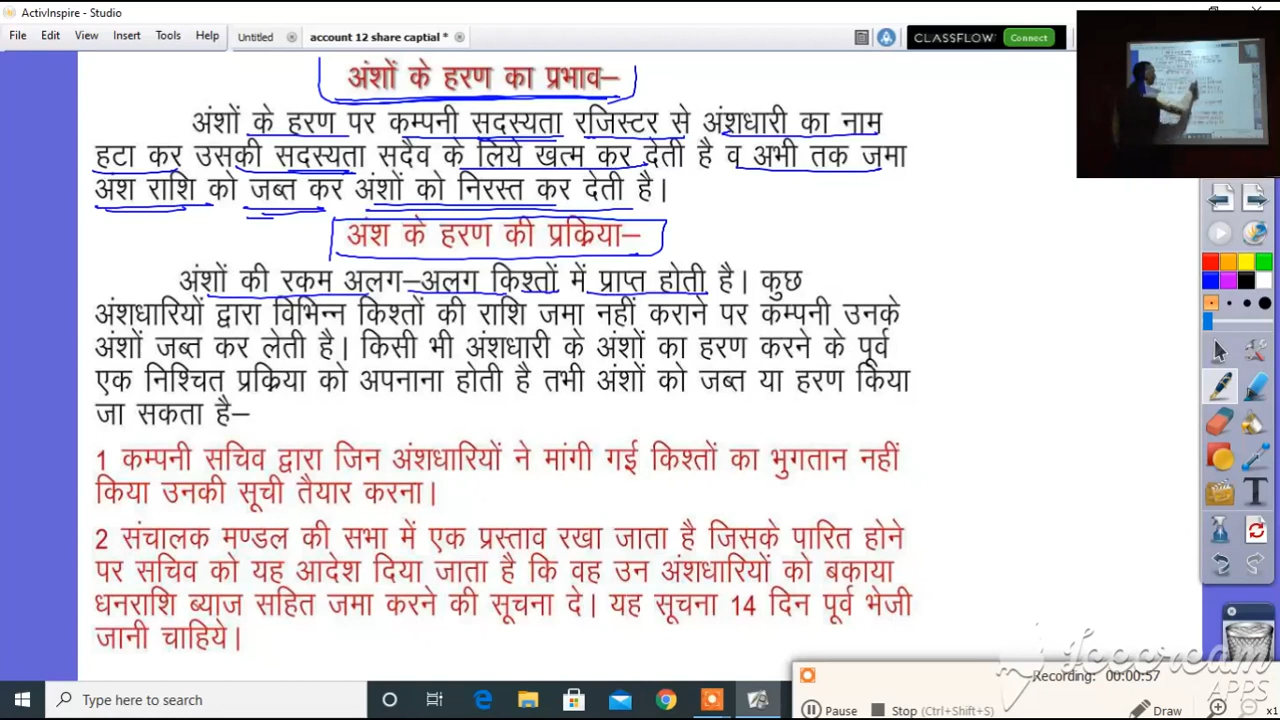 ActivInspire - Studio
File Edit View Insert Tools Help Untitled account 12 share captial * CLASSFLOW Connect
अंशों के हरण का प्रभाव–
अंशों के हरण पर कम्पनी सदस्यता रजिस्टर से अंशधारी का नाम
हटा कर उसकी सदस्यता सदैव के लिये खत्म कर देती है व अभी तक जमा
अंश राशि को जब्त कर अंशों को निरस्त कर देती है।
अंश के हरण की प्रकिया–
अंशों की रकम अलग–अलग किश्तों में प्राप्त होती है। कुछ
अंशधारियों द्वारा विभिन्न किश्तों की राशि जमा नहीं कराने पर कम्पनी उनके
अंशों जब्त कर लेती है। किसी भी अंशधारी के अंशों का हरण करने के पूर्व
एक निश्चित प्रकिया को अपनाना होती है तभी अंशों को जब्त या हरण किया
जा सकता है–
1 कम्पनी सचिव द्वारा जिन अंशधारियों ने मांगी गई किश्तों का भुगतान नहीं
किया उनकी सूची तैयार करना।
2 संचालक मण्डल की सभा में एक प्रस्ताव रखा जाता है जिसके पारित होने
पर सचिव को यह आदेश दिया जाता है कि वह उन अंशधारियों को बकाया
धनराशि ब्याज सहित जमा करने की सूचना दे। यह सूचना 14 दिन पूर्व भेजी
जानी चाहिये।
Recording: 00:00:57
APPS
Type here to search
Pause Stop (Ctrl+Shift+S) Draw x1